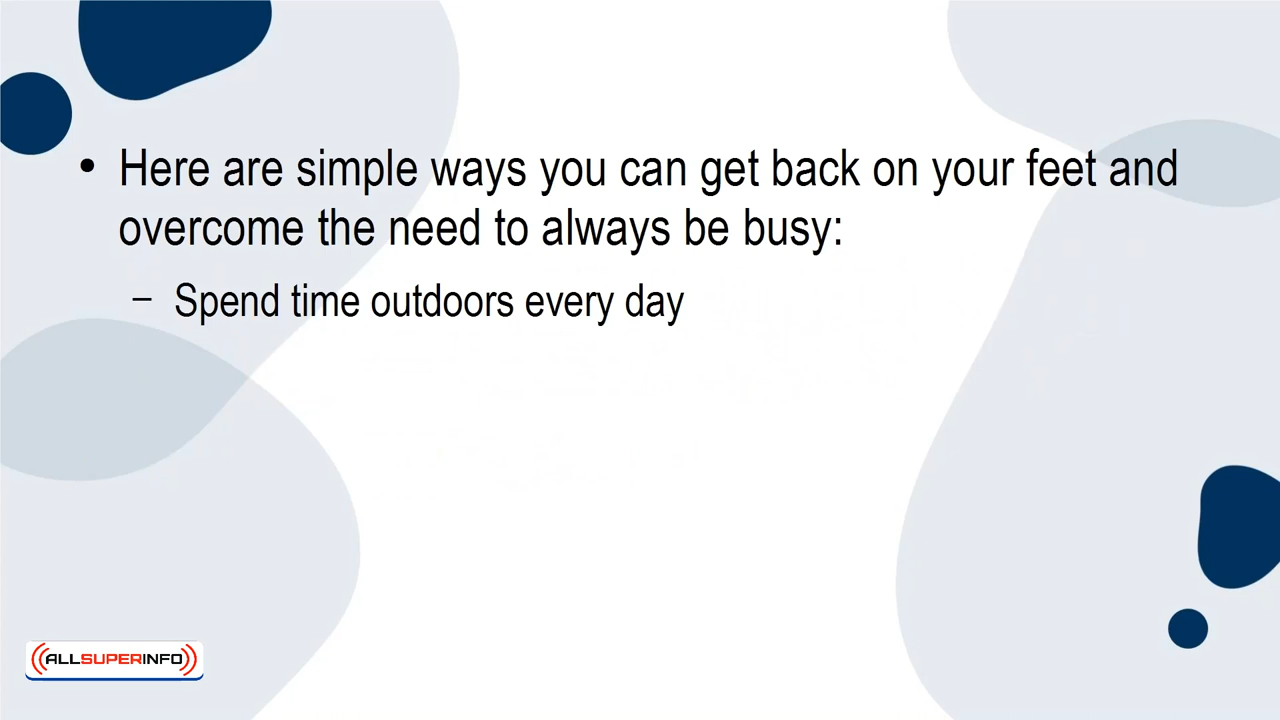 • Here are simple ways you can get back on your feet and
overcome the need to always be busy:
– Spend time outdoors every day
ALLSUPERINFO